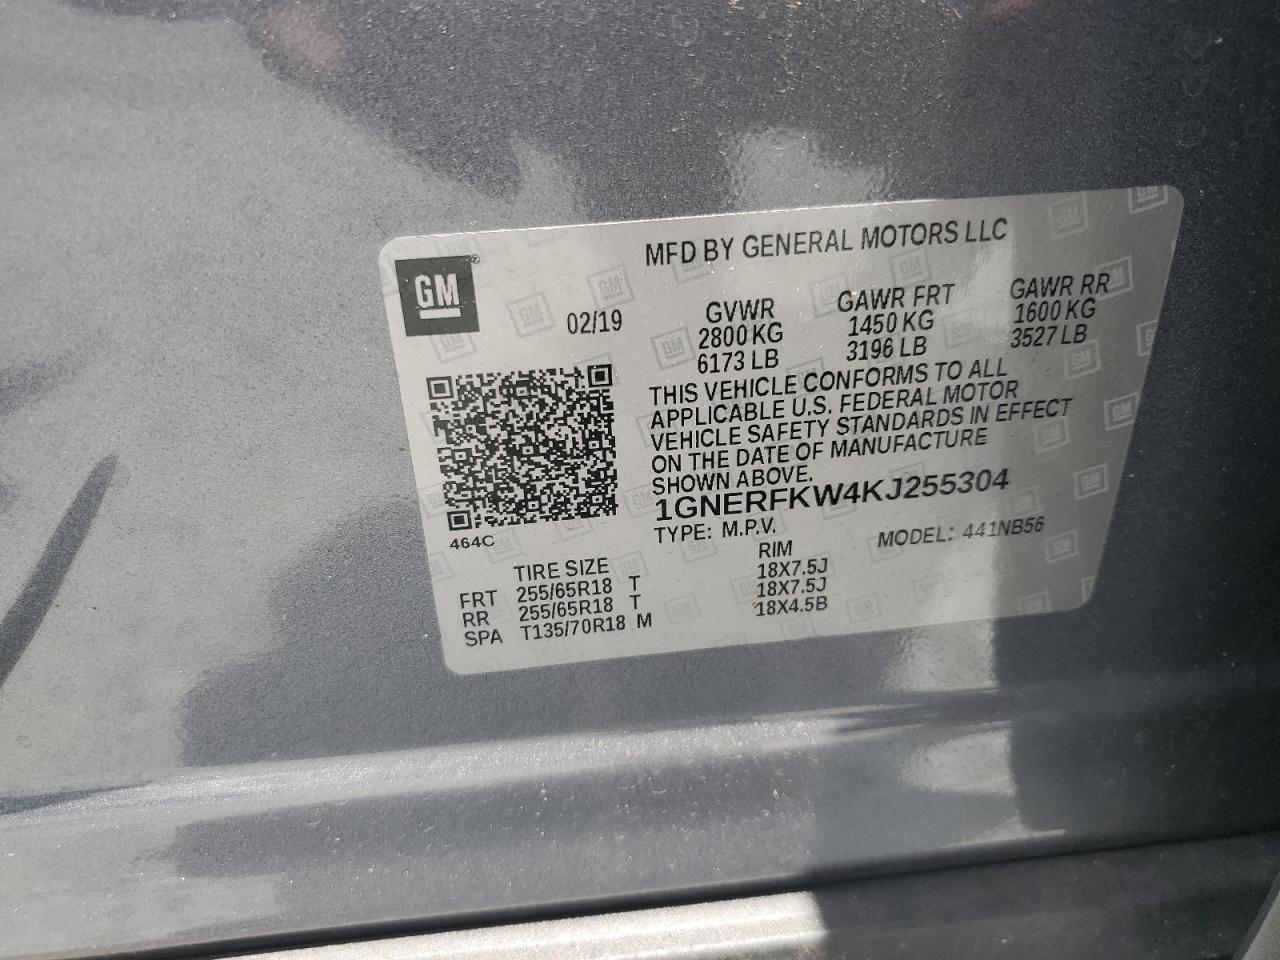 MFD BY GENERAL MOTORS LLC
GM
02/19
GVWR GAWR FRT GAWR RR
2800 KG 1450 KG 1600 KG
6173 LB 3196 LB 3527 LB
THIS VEHICLE CONFORMS TO ALL
APPLICABLE U.S. FEDERAL MOTOR
VEHICLE SAFETY STANDARDS IN EFFECT
ON THE DATE OF MANUFACTURE
SHOWN ABOVE.
1GNERFKW4KJ255304
TYPE: M.P.V. MODEL: 441NB56
464C
TIRE SIZE RIM
FRT 255/65R18 T 18X7.5J
RR 255/65R18 T 18X7.5J
SPA T135/70R18 M 18X4.5B